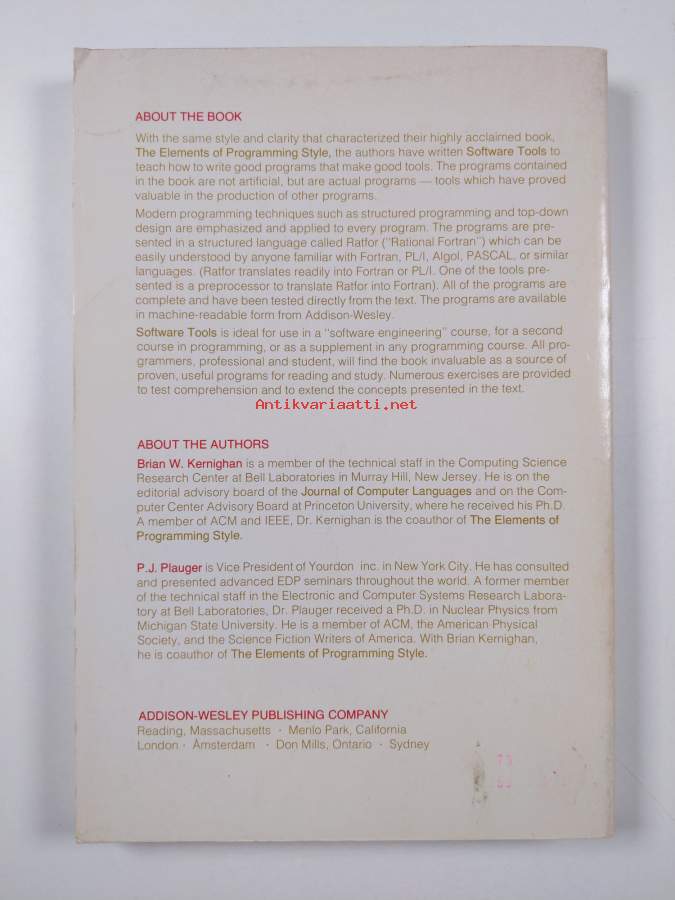 ABOUT THE BOOK
With the same style and clarity that characterized their highly acclaimed book,
The Elements of Programming Style, the authors have written Software Tools to
teach how to write good programs that make good tools. The programs contained
in the book are not artificial, but are actual programs — tools which have proved
valuable in the production of other programs.
Modern programming techniques such as structured programming and top-down
design are emphasized and applied to every program. The programs are pre-
sented in a structured language called Ratfor ("Rational Fortran") which can be
easily understood by anyone familiar with Fortran, PL/I, Algol, PASCAL, or similar
languages. (Ratfor translates readily into Fortran or PL/I. One of the tools pre-
sented is a preprocessor to translate Ratfor into Fortran). All of the programs are
complete and have been tested directly from the text. The programs are available
in machine-readable form from Addison-Wesley.
Software Tools is ideal for use in a "software engineering" course, for a second
course in programming, or as a supplement in any programming course. All pro-
grammers, professional and student, will find the book invaluable as a source of
proven, useful programs for reading and study. Numerous exercises are provided
to test comprehension and to extend the concepts presented in the text.
Antikvariaatti.net
ABOUT THE AUTHORS
Brian W. Kernighan is a member of the technical staff in the Computing Science
Research Center at Bell Laboratories in Murray Hill, New Jersey. He is on the
editorial advisory board of the Journal of Computer Languages and on the Com-
puter Center Advisory Board at Princeton University, where he received his Ph.D.
A member of ACM and IEEE, Dr. Kernighan is the coauthor of The Elements of
Programming Style.
P.J. Plauger is Vice President of Yourdon inc. in New York City. He has consulted
and presented advanced EDP seminars throughout the world. A former member
of the technical staff in the Electronic and Computer Systems Research Labora-
tory at Bell Laboratories, Dr. Plauger received a Ph.D. in Nuclear Physics from
Michigan State University. He is a member of ACM, the American Physical
Society, and the Science Fiction Writers of America. With Brian Kernighan,
he is coauthor of The Elements of Programming Style.
ADDISON-WESLEY PUBLISHING COMPANY
Reading, Massachusetts · Menlo Park, California
London · Amsterdam · Don Mills, Ontario · Sydney